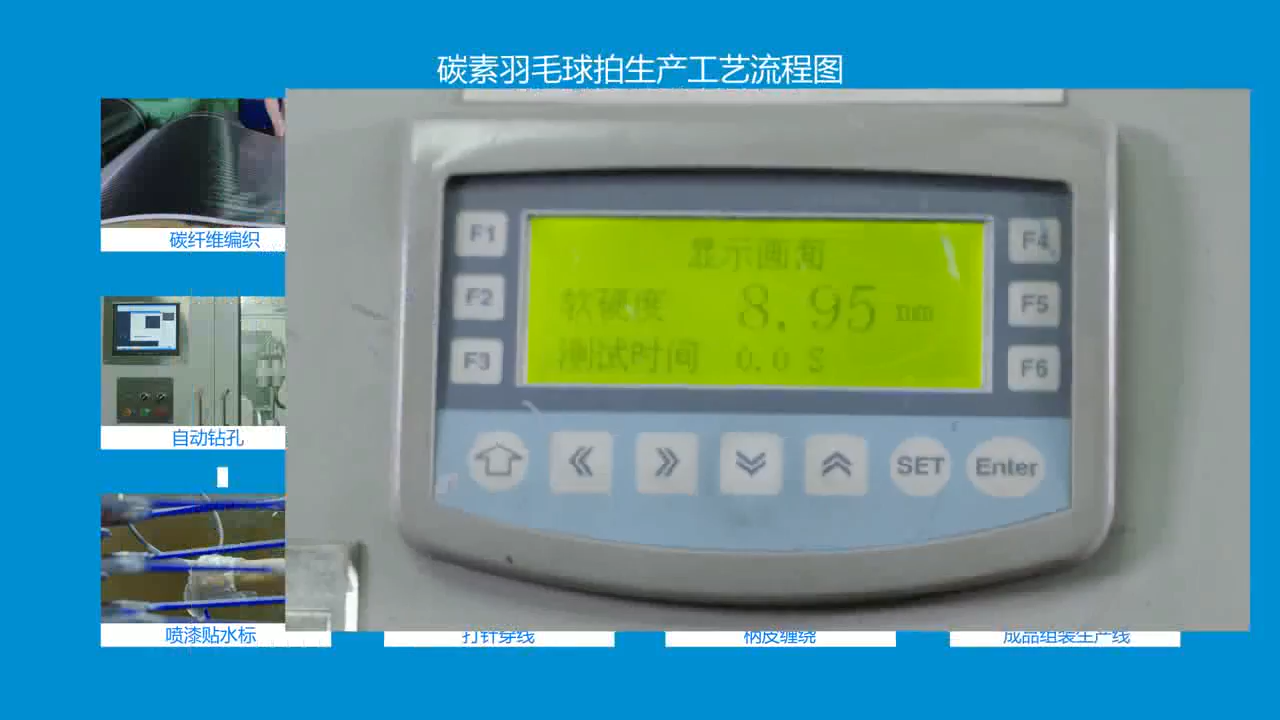 碳素羽毛球拍生产工艺流程图
碳纤维编织
自动钻孔
喷漆贴水标
打针穿线
柄皮缠绕
成品组装生产线
F1
F2
F3
显示画面
软硬度 8.95 mm
测试时间 0.0 S
F4
F5
F6
SET
Enter